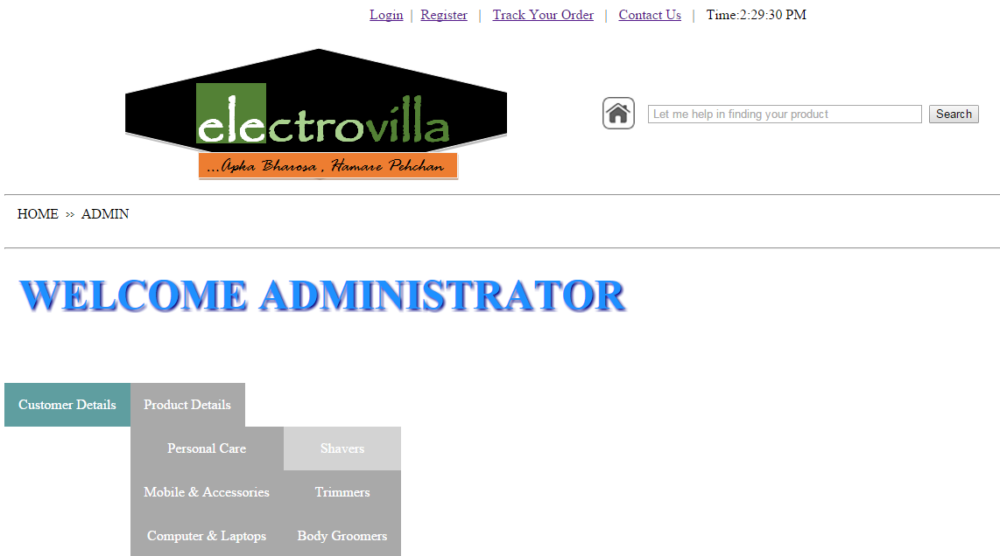 Login | Register | Track Your Order | Contact Us | Time:2:29:30 PM
electrovilla
...Apka Bharosa , Hamare Pehchan
Let me help in finding your product
Search
HOME >> ADMIN
WELCOME ADMINISTRATOR
Customer Details
Product Details
Personal Care
Shavers
Mobile & Accessories
Trimmers
Computer & Laptops
Body Groomers